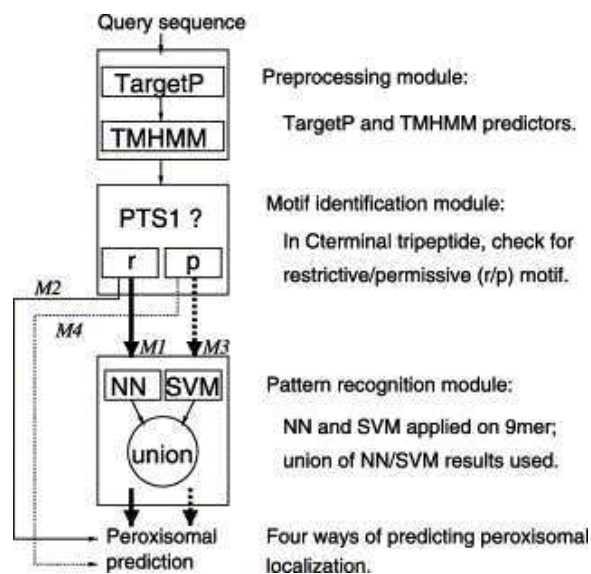 Query sequence
TargetP
TMHMM
Preprocessing module:
TargetP and TMHMM predictors.
PTS1 ?
r p
Motif identification module:
In Cterminal tripeptide, check for
restrictive/permissive (r/p) motif.
M2
M4
M1 M3
NN SVM
union
Pattern recognition module:
NN and SVM applied on 9mer;
union of NN/SVM results used.
Peroxisomal
prediction
Four ways of predicting peroxisomal
localization.